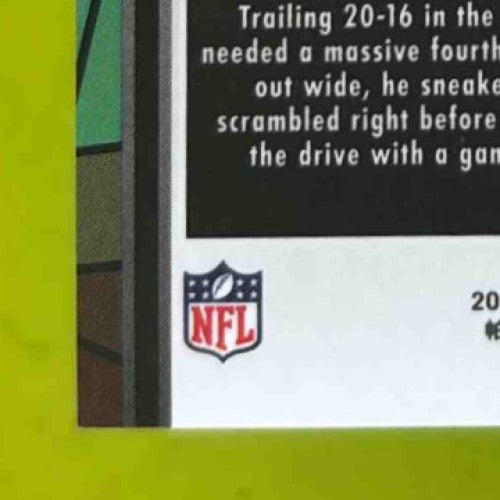 Trailing 20-16 in the
needed a massive fourth
out wide, he sneake
scrambled right before
the drive with a gam
NFL
20